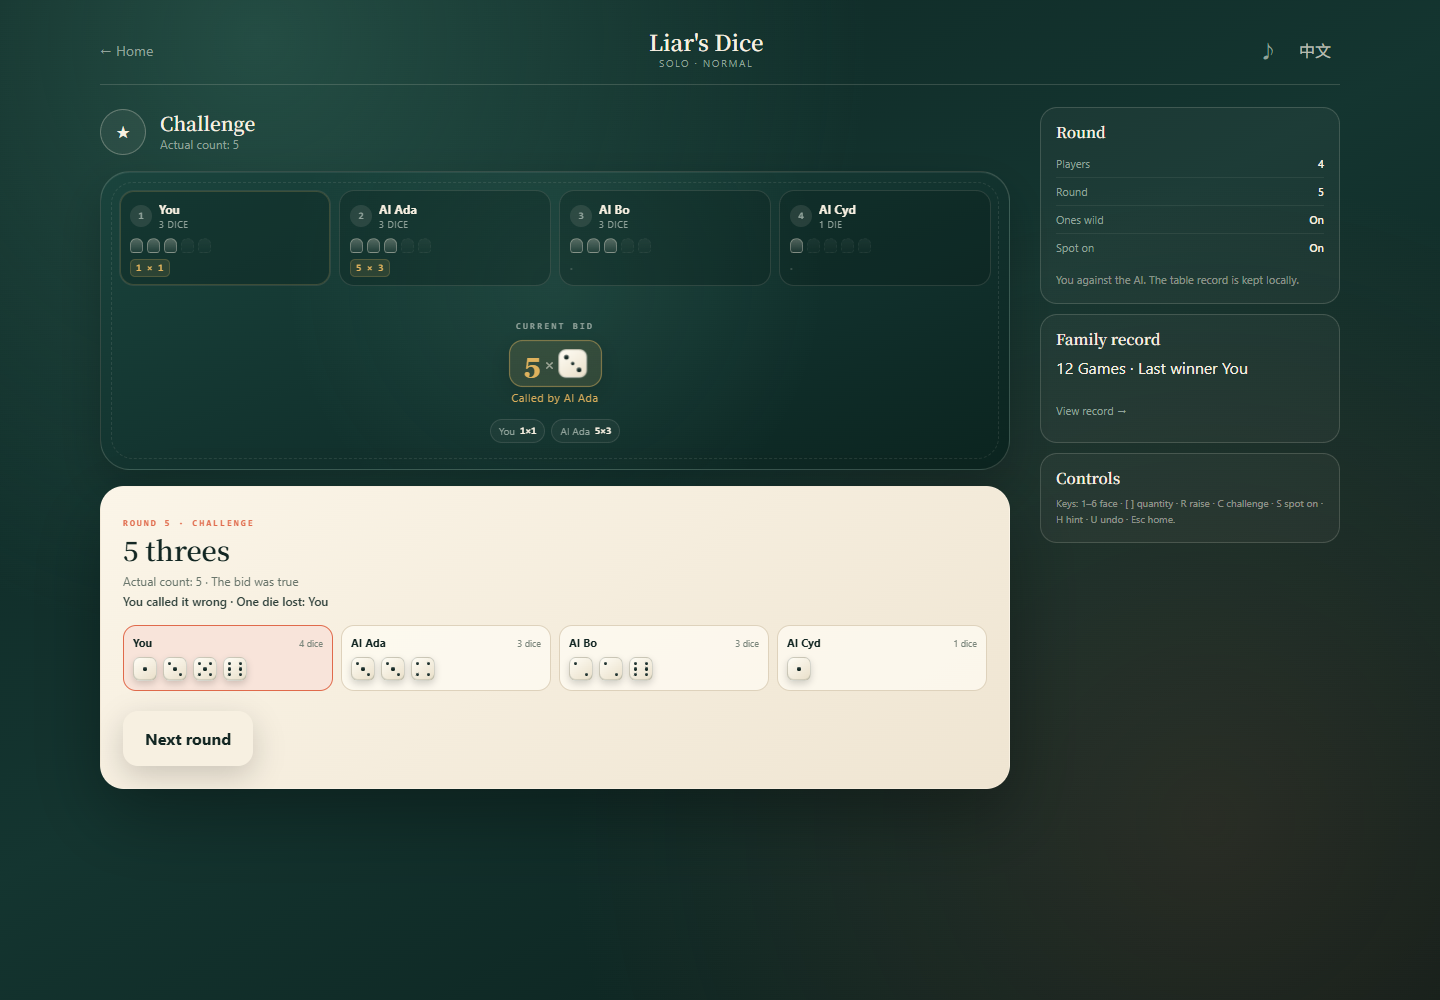 ← Home
Liar's Dice
SOLO · NORMAL
♪ 中文
★
Challenge
Actual count: 5
1 You
3 DICE
1 × 1
2 AI Ada
3 DICE
5 × 3
3 AI Bo
3 DICE
·
4 AI Cyd
1 DIE
·
CURRENT BID
5 ×
Called by AI Ada
You 1×1
AI Ada 5×3
ROUND 5 · CHALLENGE
5 threes
Actual count: 5 · The bid was true
You called it wrong · One die lost: You
You 4 dice
AI Ada 3 dice
AI Bo 3 dice
AI Cyd 1 dice
Next round
Round
Players 4
Round 5
Ones wild On
Spot on On
You against the AI. The table record is kept locally.
Family record
12 Games · Last winner You
View record →
Controls
Keys: 1–6 face · [ ] quantity · R raise · C challenge · S spot on ·
H hint · U undo · Esc home.